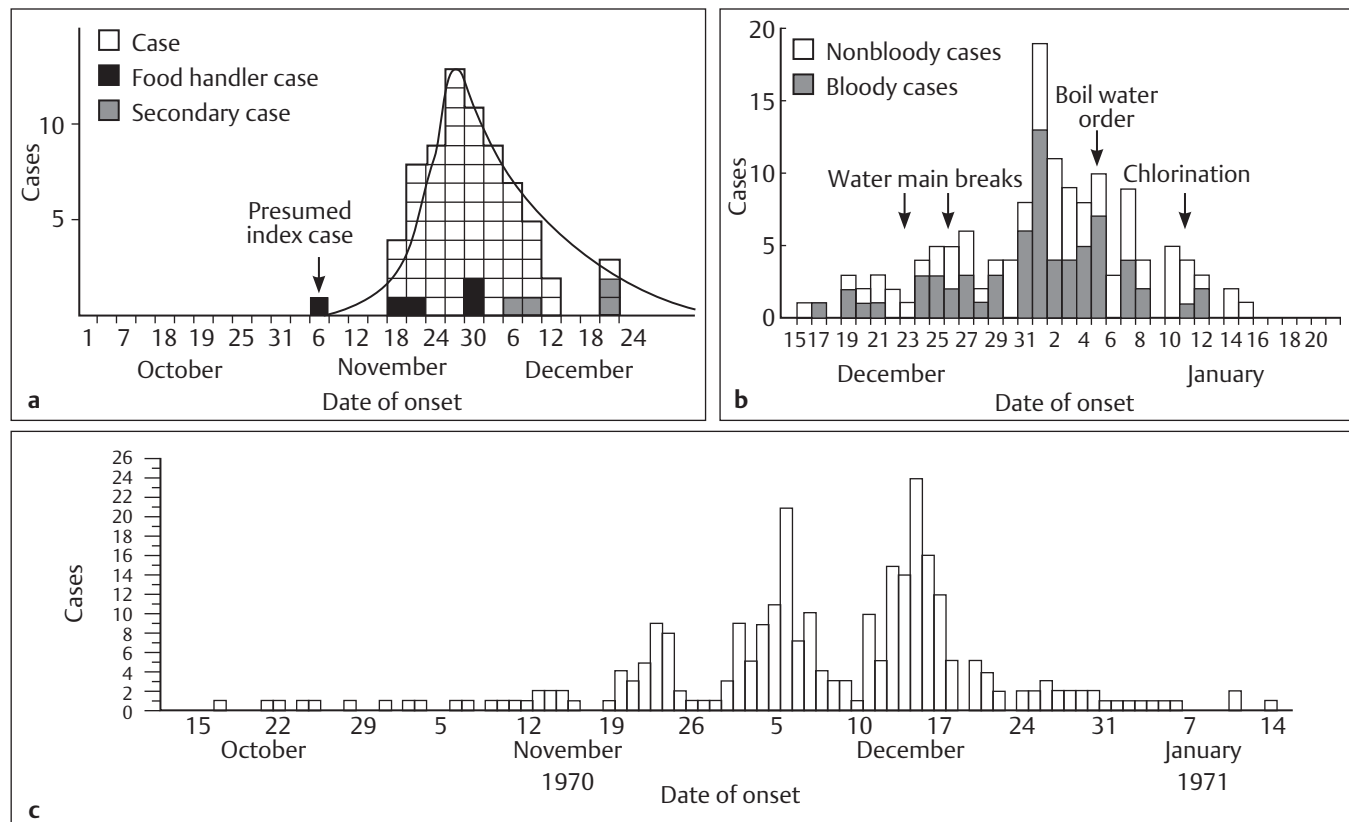 Case
Food handler case
Secondary case
10
5
Cases
Presumed
index case
1 7 18 19 25 31 6 12 18 24 30 6 12 18 24
October November December
Date of onset
a
20
15
10
5
0
Cases
Nonbloody cases
Bloody cases
Boil water
order
Water main breaks
Chlorination
15 17 19 21 23 25 27 29 31 2 4 6 8 10 12 14 16 18 20
December January
Date of onset
b
26
24
22
20
18
16
14
12
10
8
6
4
2
0
Cases
15 22 29 5 12 19 26 5 10 17 24 31 7 14
October November December January
1970 1971
Date of onset
c